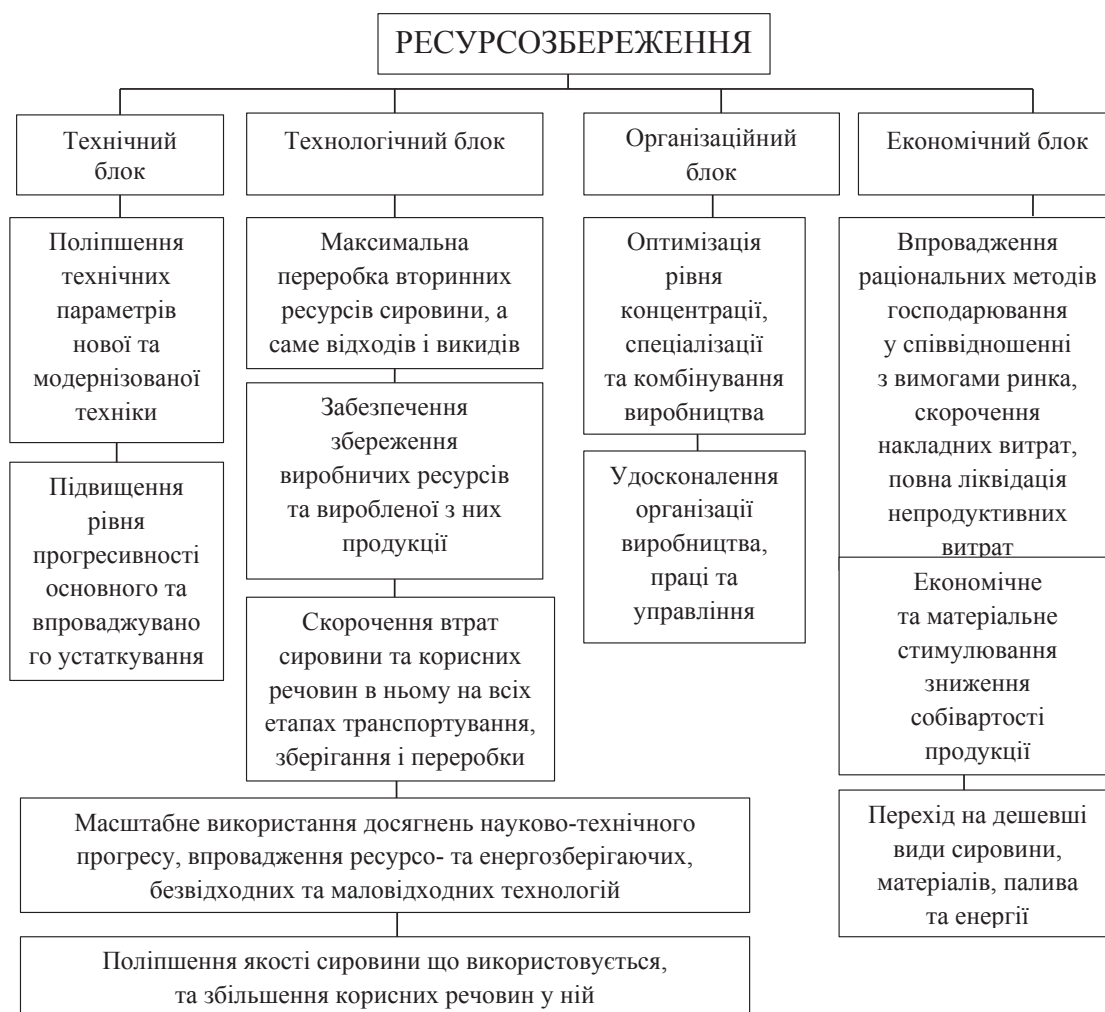 РЕСУРСОЗБЕРЕЖЕННЯ
Технічний
блок
Технологічний блок
Організаційний
блок
Економічний блок
Поліпшення
технічних
параметрів
нової та
модернізованої
техніки
Підвищення
рівня
прогресивності
основного та
впроваджувано
го устаткування
Максимальна
переробка вторинних
ресурсів сировини, а
саме відходів і викидів
Забезпечення
збереження
виробничих ресурсів
та виробленої з них
продукції
Скорочення втрат
сировини та корисних
речовин в ньому на всіх
етапах транспортування,
зберігання і переробки
Масштабне використання досягнень науково-технічного
прогресу, впровадження ресурсо- та енергозберігаючих,
безвідходних та маловідходних технологій
Поліпшення якості сировини що використовується,
та збільшення корисних речовин у ній
Оптимізація
рівня
концентрації,
спеціалізації
та комбінування
виробництва
Удосконалення
організації
виробництва,
праці та
управління
Впровадження
раціональних методів
господарювання
у співвідношенні
з вимогами ринка,
скорочення
накладних витрат,
повна ліквідація
непродуктивних
витрат
Економічне
та матеріальне
стимулювання
зниження
собівартості
продукції
Перехід на дешевші
види сировини,
матеріалів, палива
та енергії